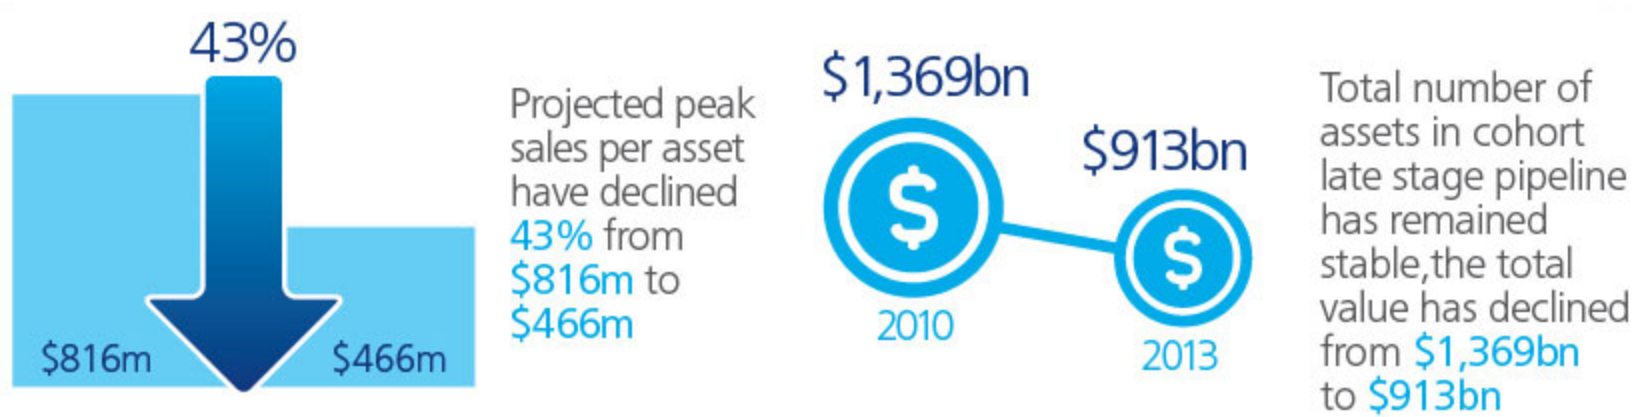 43%
$816m
$466m
Projected peak
sales per asset
have declined
43% from
$816m to
$466m
$1,369bn
$
2010
$913bn
$
2013
Total number of
assets in cohort
late stage pipeline
has remained
stable,the total
value has declined
from $1,369bn
to $913bn